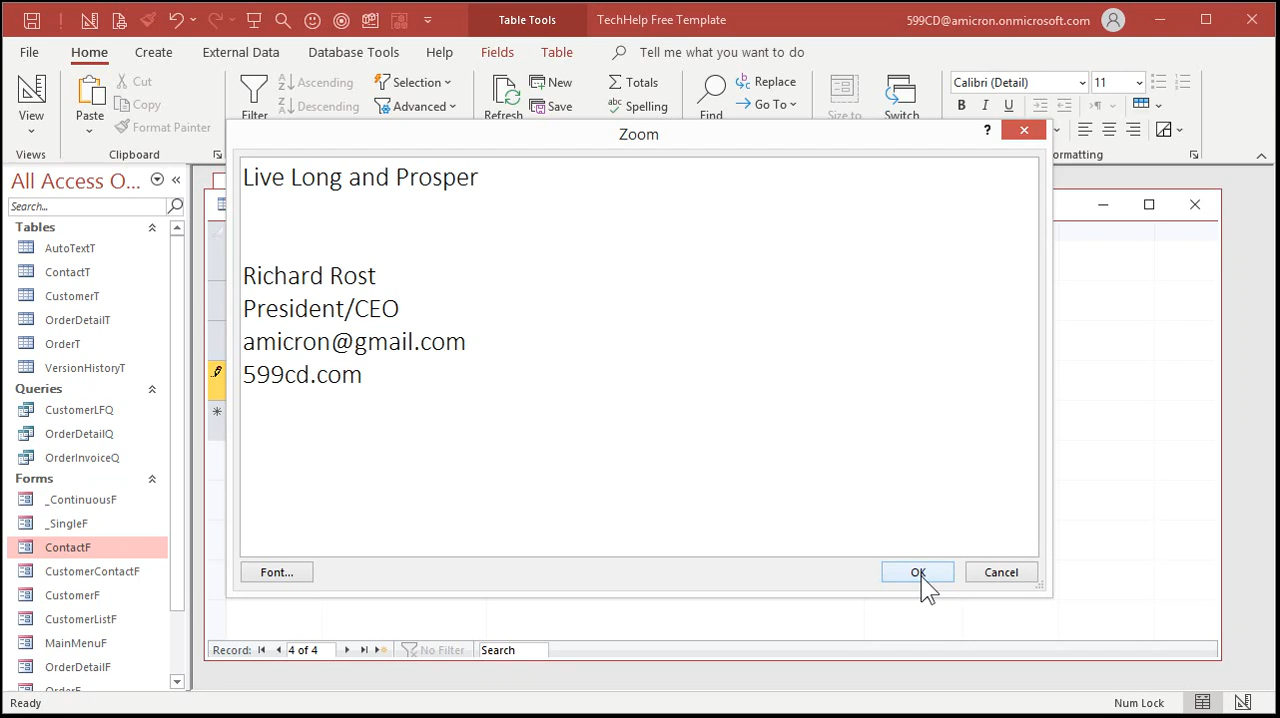 Table Tools
TechHelp Free Template
599CD@amicron.onmicrosoft.com
File
Home
Create
External Data
Database Tools
Help
Fields
Table
Tell me what you want to do
View
Views
Paste
Cut
Copy
Format Painter
Clipboard
Filter
Ascending
Descending
Selection
Advanced
Refresh
New
Save
Totals
Spelling
Find
Replace
Go To
Size to
Switch
Calibri (Detail)
11
B I U
ormatting
Zoom
?
All Access O...
Search...
Tables
AutoTextT
ContactT
CustomerT
OrderDetailT
OrderT
VersionHistoryT
Queries
CustomerLFQ
OrderDetailQ
OrderInvoiceQ
Forms
_ContinuousF
_SingleF
ContactF
CustomerContactF
CustomerF
CustomerListF
MainMenuF
OrderDetailF
OrderF
Live Long and Prosper
Richard Rost
President/CEO
amicron@gmail.com
599cd.com
Font...
OK
Cancel
Record:
4 of 4
No Filter
Search
Ready
Num Lock